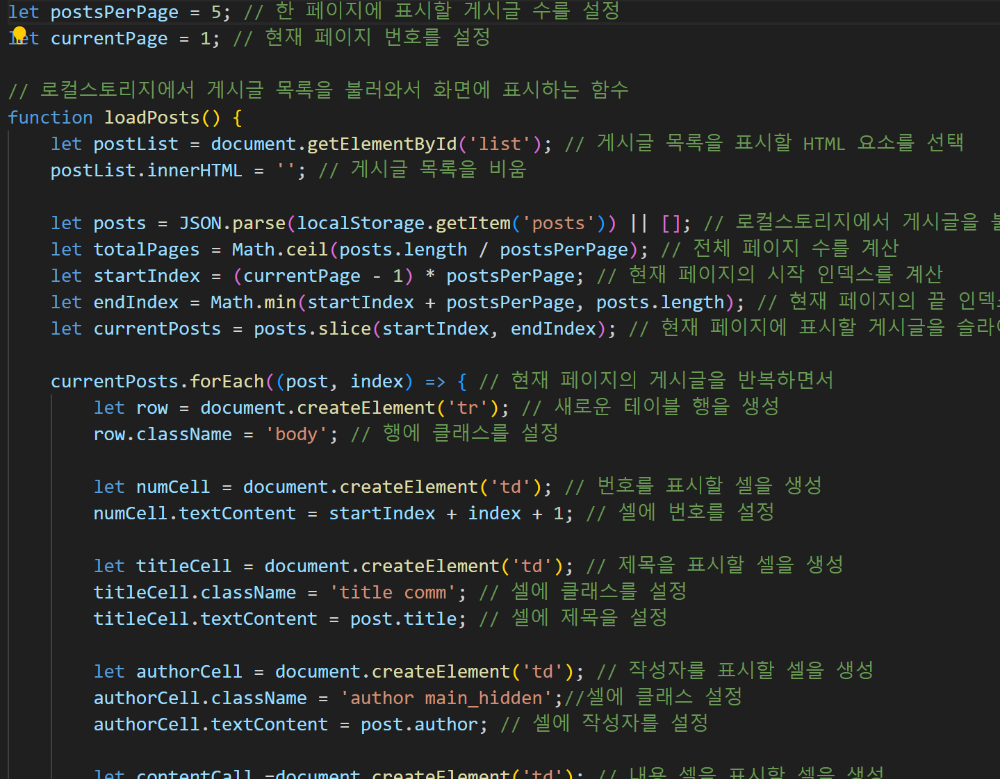 let postsPerPage = 5; // 한 페이지에 표시할 게시글 수를 설정
let currentPage = 1; // 현재 페이지 번호를 설정
// 로컬스토리지에서 게시글 목록을 불러와서 화면에 표시하는 함수
function loadPosts() {
let postList = document.getElementById('list'); // 게시글 목록을 표시할 HTML 요소를 선택
postList.innerHTML = ''; // 게시글 목록을 비움
let posts = JSON.parse(localStorage.getItem('posts')) || []; // 로컬스토리지에서 게시글을
let totalPages = Math.ceil(posts.length / postsPerPage); // 전체 페이지 수를 계산
let startIndex = (currentPage - 1) * postsPerPage; // 현재 페이지의 시작 인덱스를 계산
let endIndex = Math.min(startIndex + postsPerPage, posts.length); // 현재 페이지의 끝
let currentPosts = posts.slice(startIndex, endIndex); // 현재 페이지에 표시할 게시글을
currentPosts.forEach((post, index) => { // 현재 페이지의 게시글을 반복하면서
let row = document.createElement('tr'); // 새로운 테이블 행을 생성
row.className = 'body'; // 행에 클래스를 설정
let numCell = document.createElement('td'); // 번호를 표시할 셀을 생성
numCell.textContent = startIndex + index + 1; // 셀에 번호를 설정
let titleCell = document.createElement('td'); // 제목을 표시할 셀을 생성
titleCell.className = 'title comm'; // 셀에 클래스를 설정
titleCell.textContent = post.title; // 셀에 제목을 설정
let authorCell = document.createElement('td'); // 작성자를 표시할 셀을 생성
authorCell.className = 'author main_hidden';//셀에 클래스 설정
authorCell.textContent = post.author; // 셀에 작성자를 설정
let contentCall =document.createElement('td'); // 내용 셀을 표시할 셀을 생성